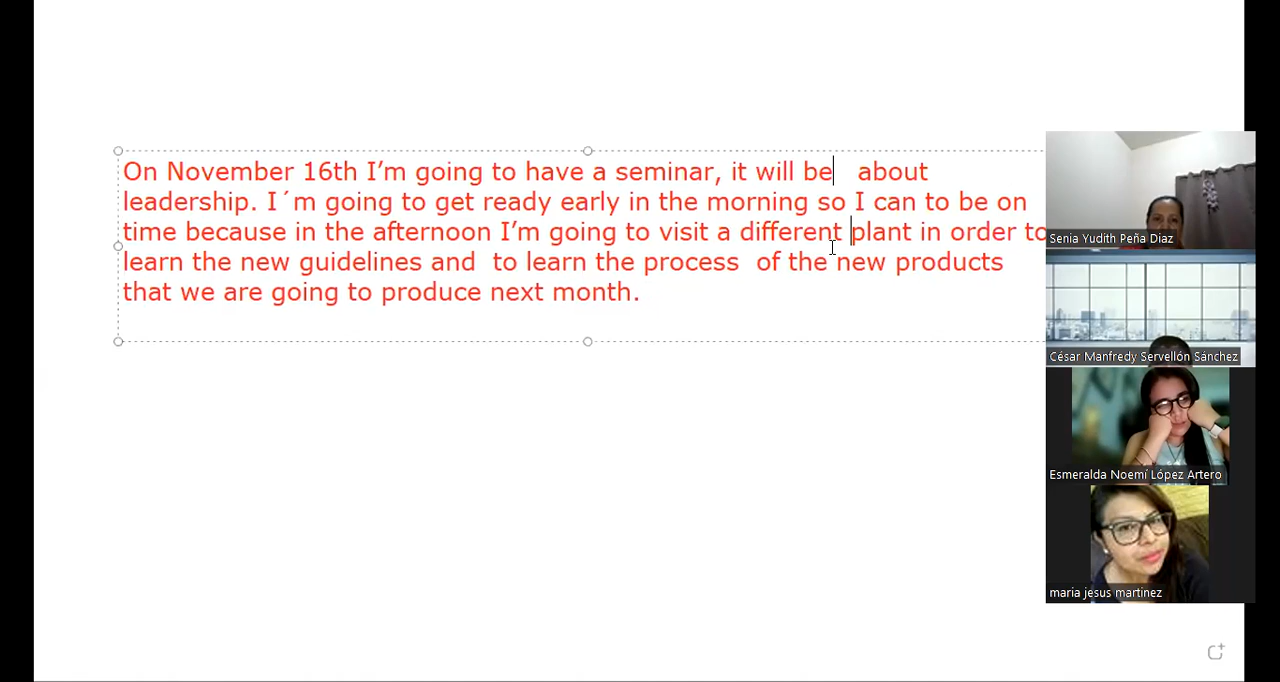 On November 16th I’m going to have a seminar, it will be about
leadership. I´m going to get ready early in the morning so I can to be on
time because in the afternoon I’m going to visit a different plant in order to
learn the new guidelines and to learn the process of the new products
that we are going to produce next month.
Senia Yudith Peña Diaz
César Manfredy Servellón Sánchez
Esmeralda Noemí López Artero
maria jesus martinez